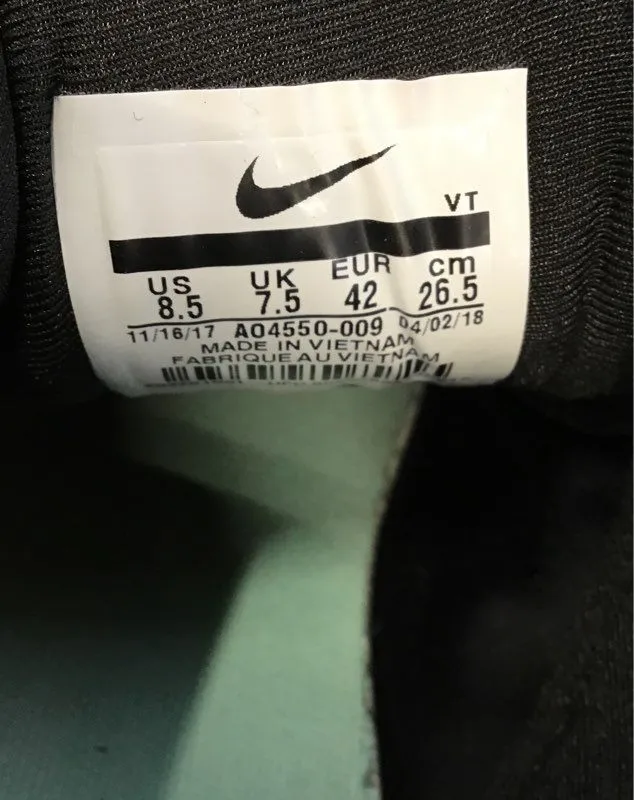 VT
US UK EUR cm
8.5 7.5 42 26.5
11/16/17 AO4550-009 04/02/18
MADE IN VIETNAM
FABRIQUE AU VIETNAM